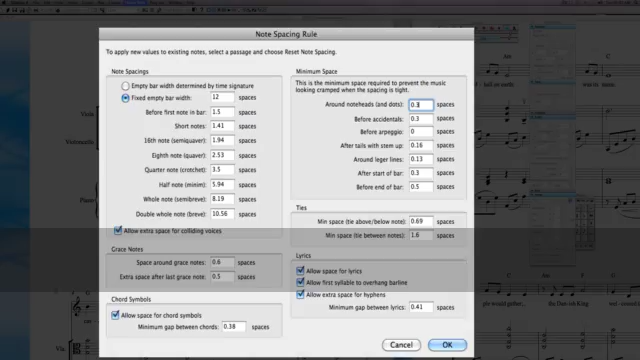 Note Spacing Rule
To apply new values to existing notes, select a passage and choose Reset Note Spacing.
Note Spacings
Empty bar width determined by time signature
Fixed empty bar width: 12 spaces
Before first note in bar: 1.5 spaces
Short notes: 1.41 spaces
16th note (semiquaver): 1.94 spaces
Eighth note (quaver): 2.53 spaces
Quarter note (crotchet): 3.5 spaces
Half note (minim): 5.94 spaces
Whole note (semibreve): 8.19 spaces
Double whole note (breve): 10.56 spaces
Allow extra space for colliding voices
Grace Notes
Space around grace notes: 0.6 spaces
Extra space after last grace note: 0.5 spaces
Chord Symbols
Allow space for chord symbols
Minimum gap between chords: 0.38 spaces
Minimum Space
This is the minimum space required to prevent the music
looking cramped when the spacing is tight.
Around noteheads (and dots): 0.3 spaces
Before accidentals: 0.3 spaces
Before arpeggio: 0 spaces
After tails with stem up: 0.16 spaces
Around leger lines: 0.13 spaces
After start of bar: 0.3 spaces
Before end of bar: 0.5 spaces
Ties
Min space (tie above/below note): 0.69 spaces
Min space (tie between notes): 1.6 spaces
Lyrics
Allow space for lyrics
Allow first syllable to overhang barline
Allow extra space for hyphens
Minimum gap between lyrics: 0.41 spaces
Cancel
OK
Violoncello